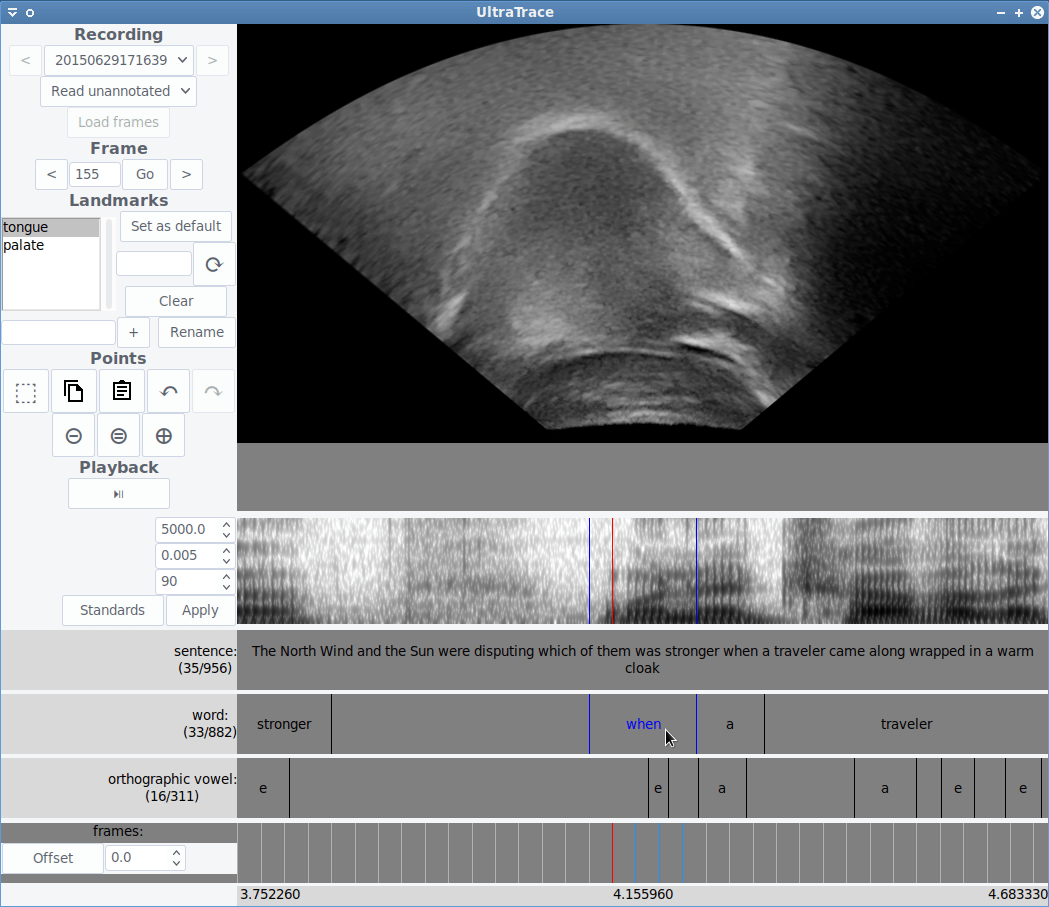 UltraTrace
Recording
< 20150629171639 >
Read unannotated
Load frames
Frame
< 155 Go >
Landmarks
tongue
palate
Set as default
Clear
+ Rename
Points
Playback
5000.0
0.005
90
Standards Apply
sentence:
(35/956)
The North Wind and the Sun were disputing which of them was stronger when a traveler came along wrapped in a warm
cloak
word:
(33/882)
stronger when a traveler
orthographic vowel:
(16/311)
e e a a e e
frames:
Offset 0.0
3.752260 4.155960 4.683330